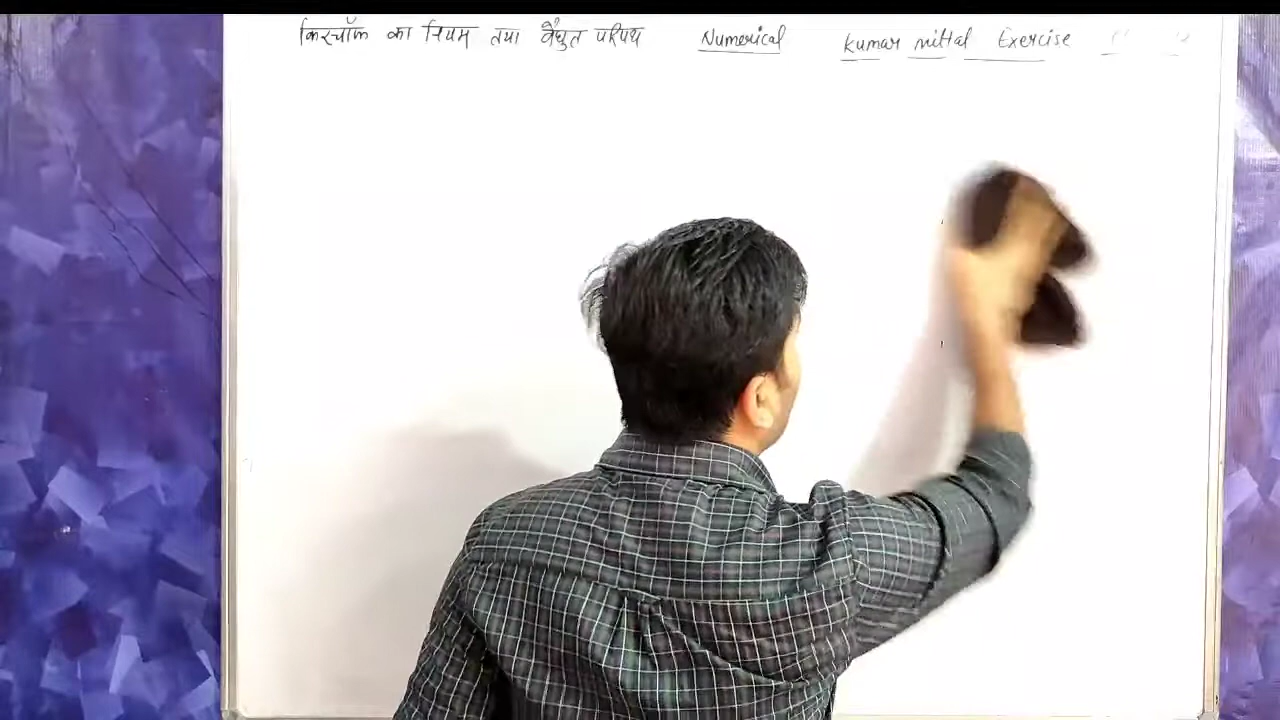 किरचॉफ का नियम तथा वैधुत परिपथ Numerical Kumar mittal Exercise